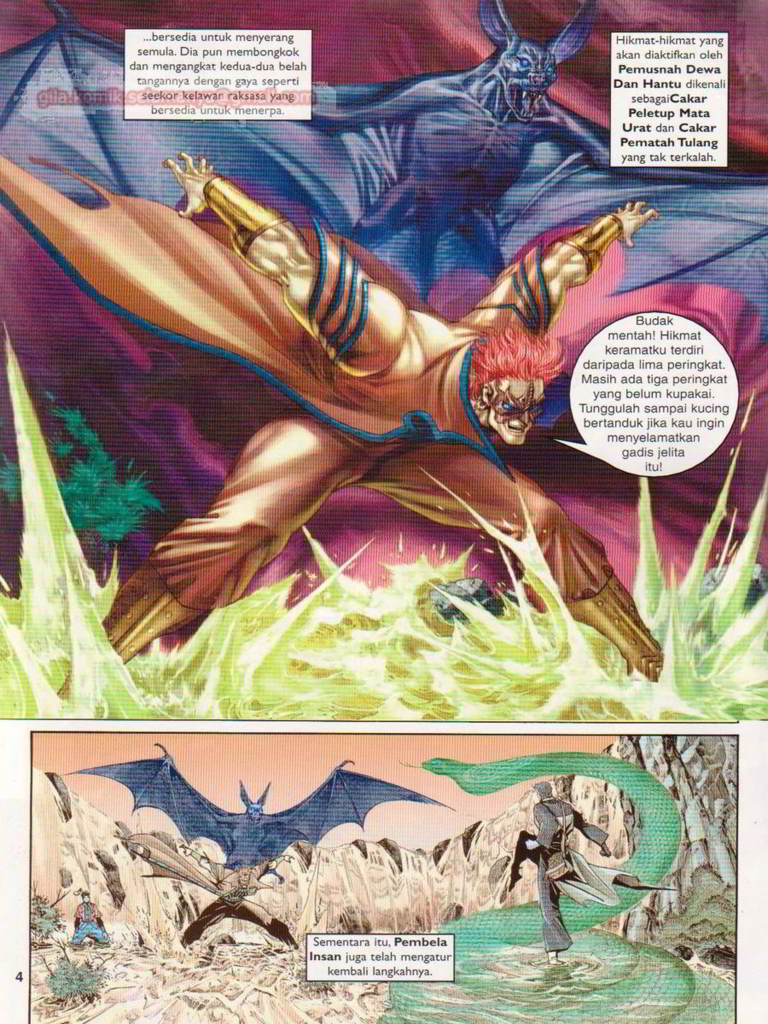 ...bersedia untuk menyerang
semula. Dia pun membongkok
dan mengangkat kedua-dua belah
tangannya dengan gaya seperti
seekor kelawar raksasa yang
bersedia untuk menerpa.
Hikmat-hikmat yang
akan diaktifkan oleh
Pemusnah Dewa
Dan Hantu dikenali
sebagaiCakar
Peletup Mata
Urat dan Cakar
Pematah Tulang
yang tak terkalah.
Budak
mentah! Hikmat
keramatku terdiri
daripada lima peringkat.
Masih ada tiga peringkat
yang belum kupakai.
Tunggulah sampai kucing
bertanduk jika kau ingin
menyelamatkan
gadis jelita
itu!
Sementara itu, Pembela
Insan juga telah mengatur
kembali langkahnya.
4